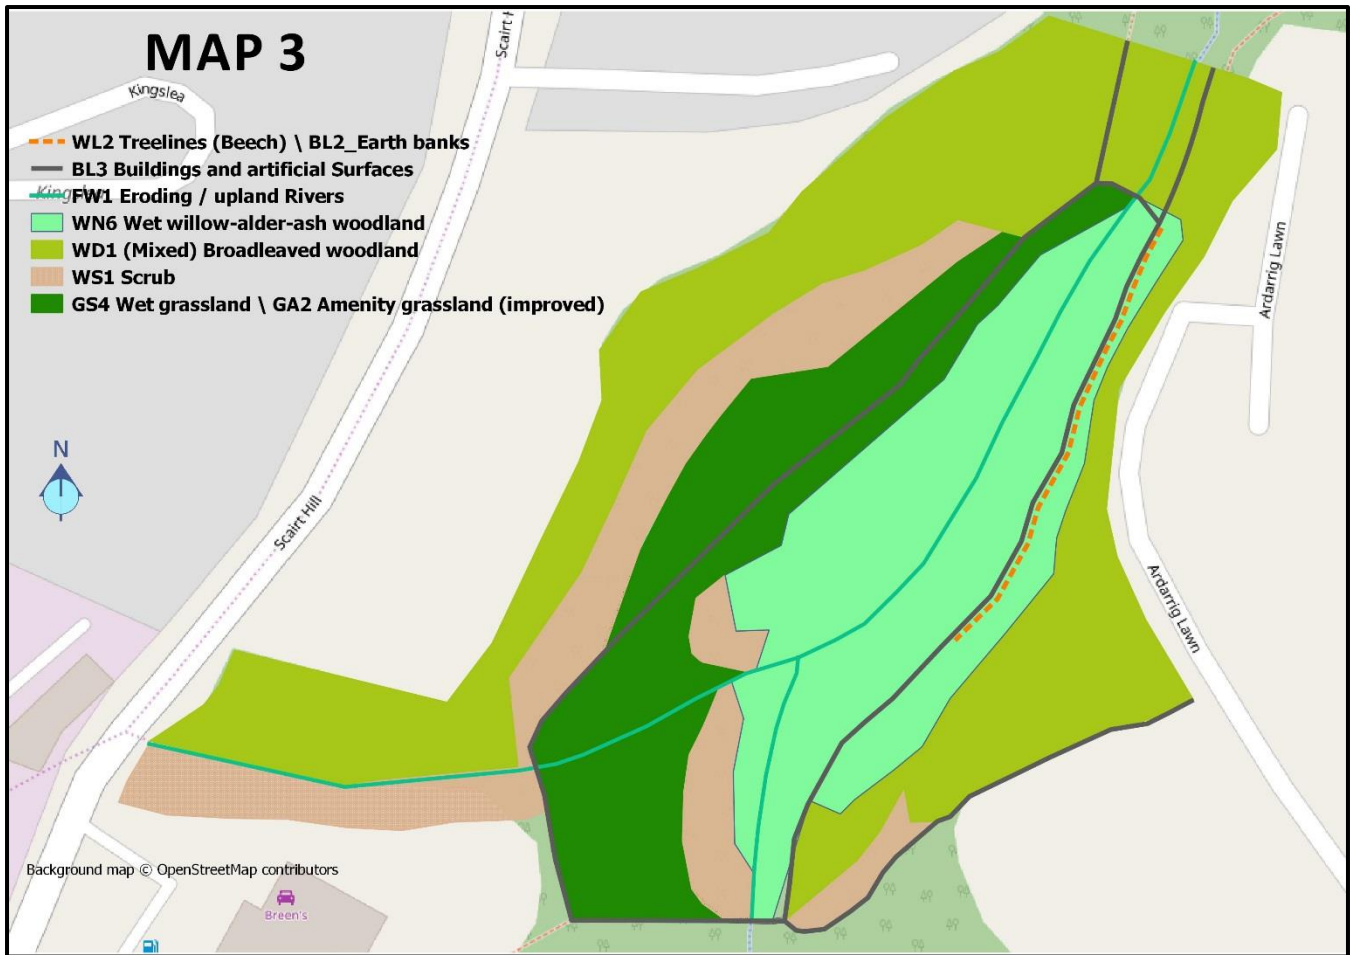 MAP 3
Scairt H
Kingslea
WL2 Treelines (Beech) \ BL2_Earth banks
BL3 Buildings and artificial Surfaces
Kingslea
FW1 Eroding / upland Rivers
WN6 Wet willow-alder-ash woodland
WD1 (Mixed) Broadleaved woodland
WS1 Scrub
GS4 Wet grassland \ GA2 Amenity grassland (improved)
Ardarrig Lawn
N
Scairt Hill
Ardarrig Lawn
Background map © OpenStreetMap contributors
Breen's